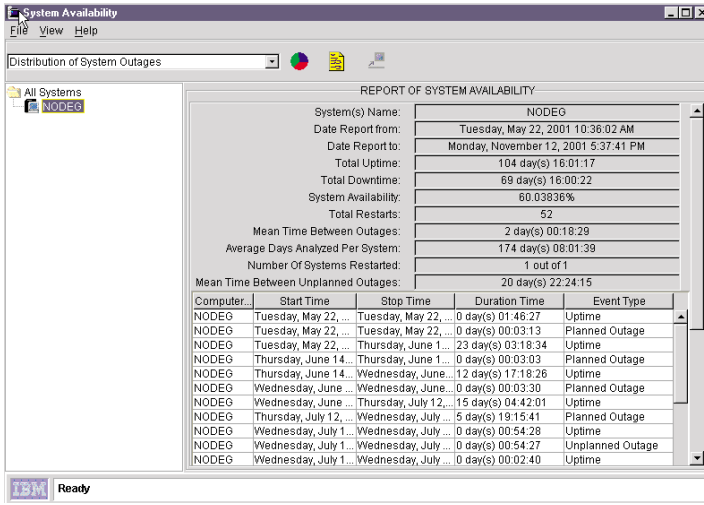 System Availability
File View Help
Distribution of System Outages
All Systems
NODEG
REPORT OF SYSTEM AVAILABILITY
System(s) Name: NODEG
Date Report from: Tuesday, May 22, 2001 10:36:02 AM
Date Report to: Monday, November 12, 2001 5:37:41 PM
Total Uptime: 104 day(s) 16:01:17
Total Downtime: 69 day(s) 16:00:22
System Availability: 60.03836%
Total Restarts: 52
Mean Time Between Outages: 2 day(s) 00:18:29
Average Days Analyzed Per System: 174 day(s) 08:01:39
Number Of Systems Restarted: 1 out of 1
Mean Time Between Unplanned Outages: 20 day(s) 22:24:15
Computer... Start Time Stop Time Duration Time Event Type
NODEG Tuesday, May 22, ... Tuesday, May 22, ... 0 day(s) 01:46:27 Uptime
NODEG Tuesday, May 22, ... Tuesday, May 22, ... 0 day(s) 00:03:13 Planned Outage
NODEG Tuesday, May 22, ... Thursday, June 1... 23 day(s) 03:18:34 Uptime
NODEG Thursday, June 14... Thursday, June 1... 0 day(s) 00:03:03 Planned Outage
NODEG Thursday, June 14... Wednesday, June... 12 day(s) 17:18:26 Uptime
NODEG Wednesday, June ... Wednesday, June... 0 day(s) 00:03:30 Planned Outage
NODEG Wednesday, June ... Thursday, July 12,... 15 day(s) 04:42:01 Uptime
NODEG Thursday, July 12, ... Wednesday, July ... 5 day(s) 19:15:41 Planned Outage
NODEG Wednesday, July 1... Wednesday, July ... 0 day(s) 00:54:28 Uptime
NODEG Wednesday, July 1... Wednesday, July ... 0 day(s) 00:54:27 Unplanned Outage
NODEG Wednesday, July 1... Wednesday, July ... 0 day(s) 00:02:40 Uptime
IBM Ready